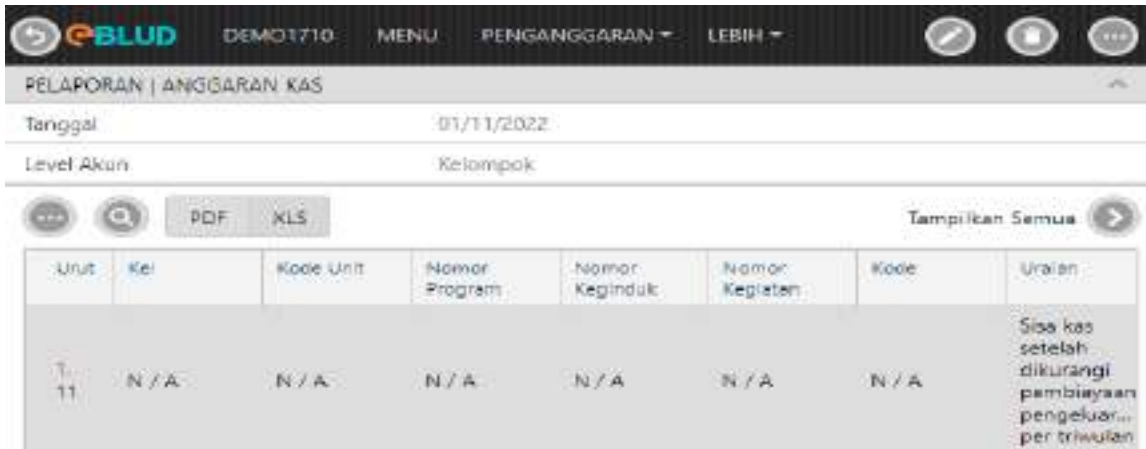 eBLUD DEMO1710 MENU PENGANGGARAN LEBIH
PELAPORAN | ANGGARAN KAS
Tanggal 01/11/2022
Level Akun Kelompok
PDF XLS Tampilkan Semua
Urut Kel Kode Unit Nomor Program Nomor Keginduk Nomor Kegiatan Kode Uraian
1.
11
N / A N / A N / A N / A N / A N / A
Sisa kas
setelah
dikurangi
pembiayaan
pengeluar...
per triwulan